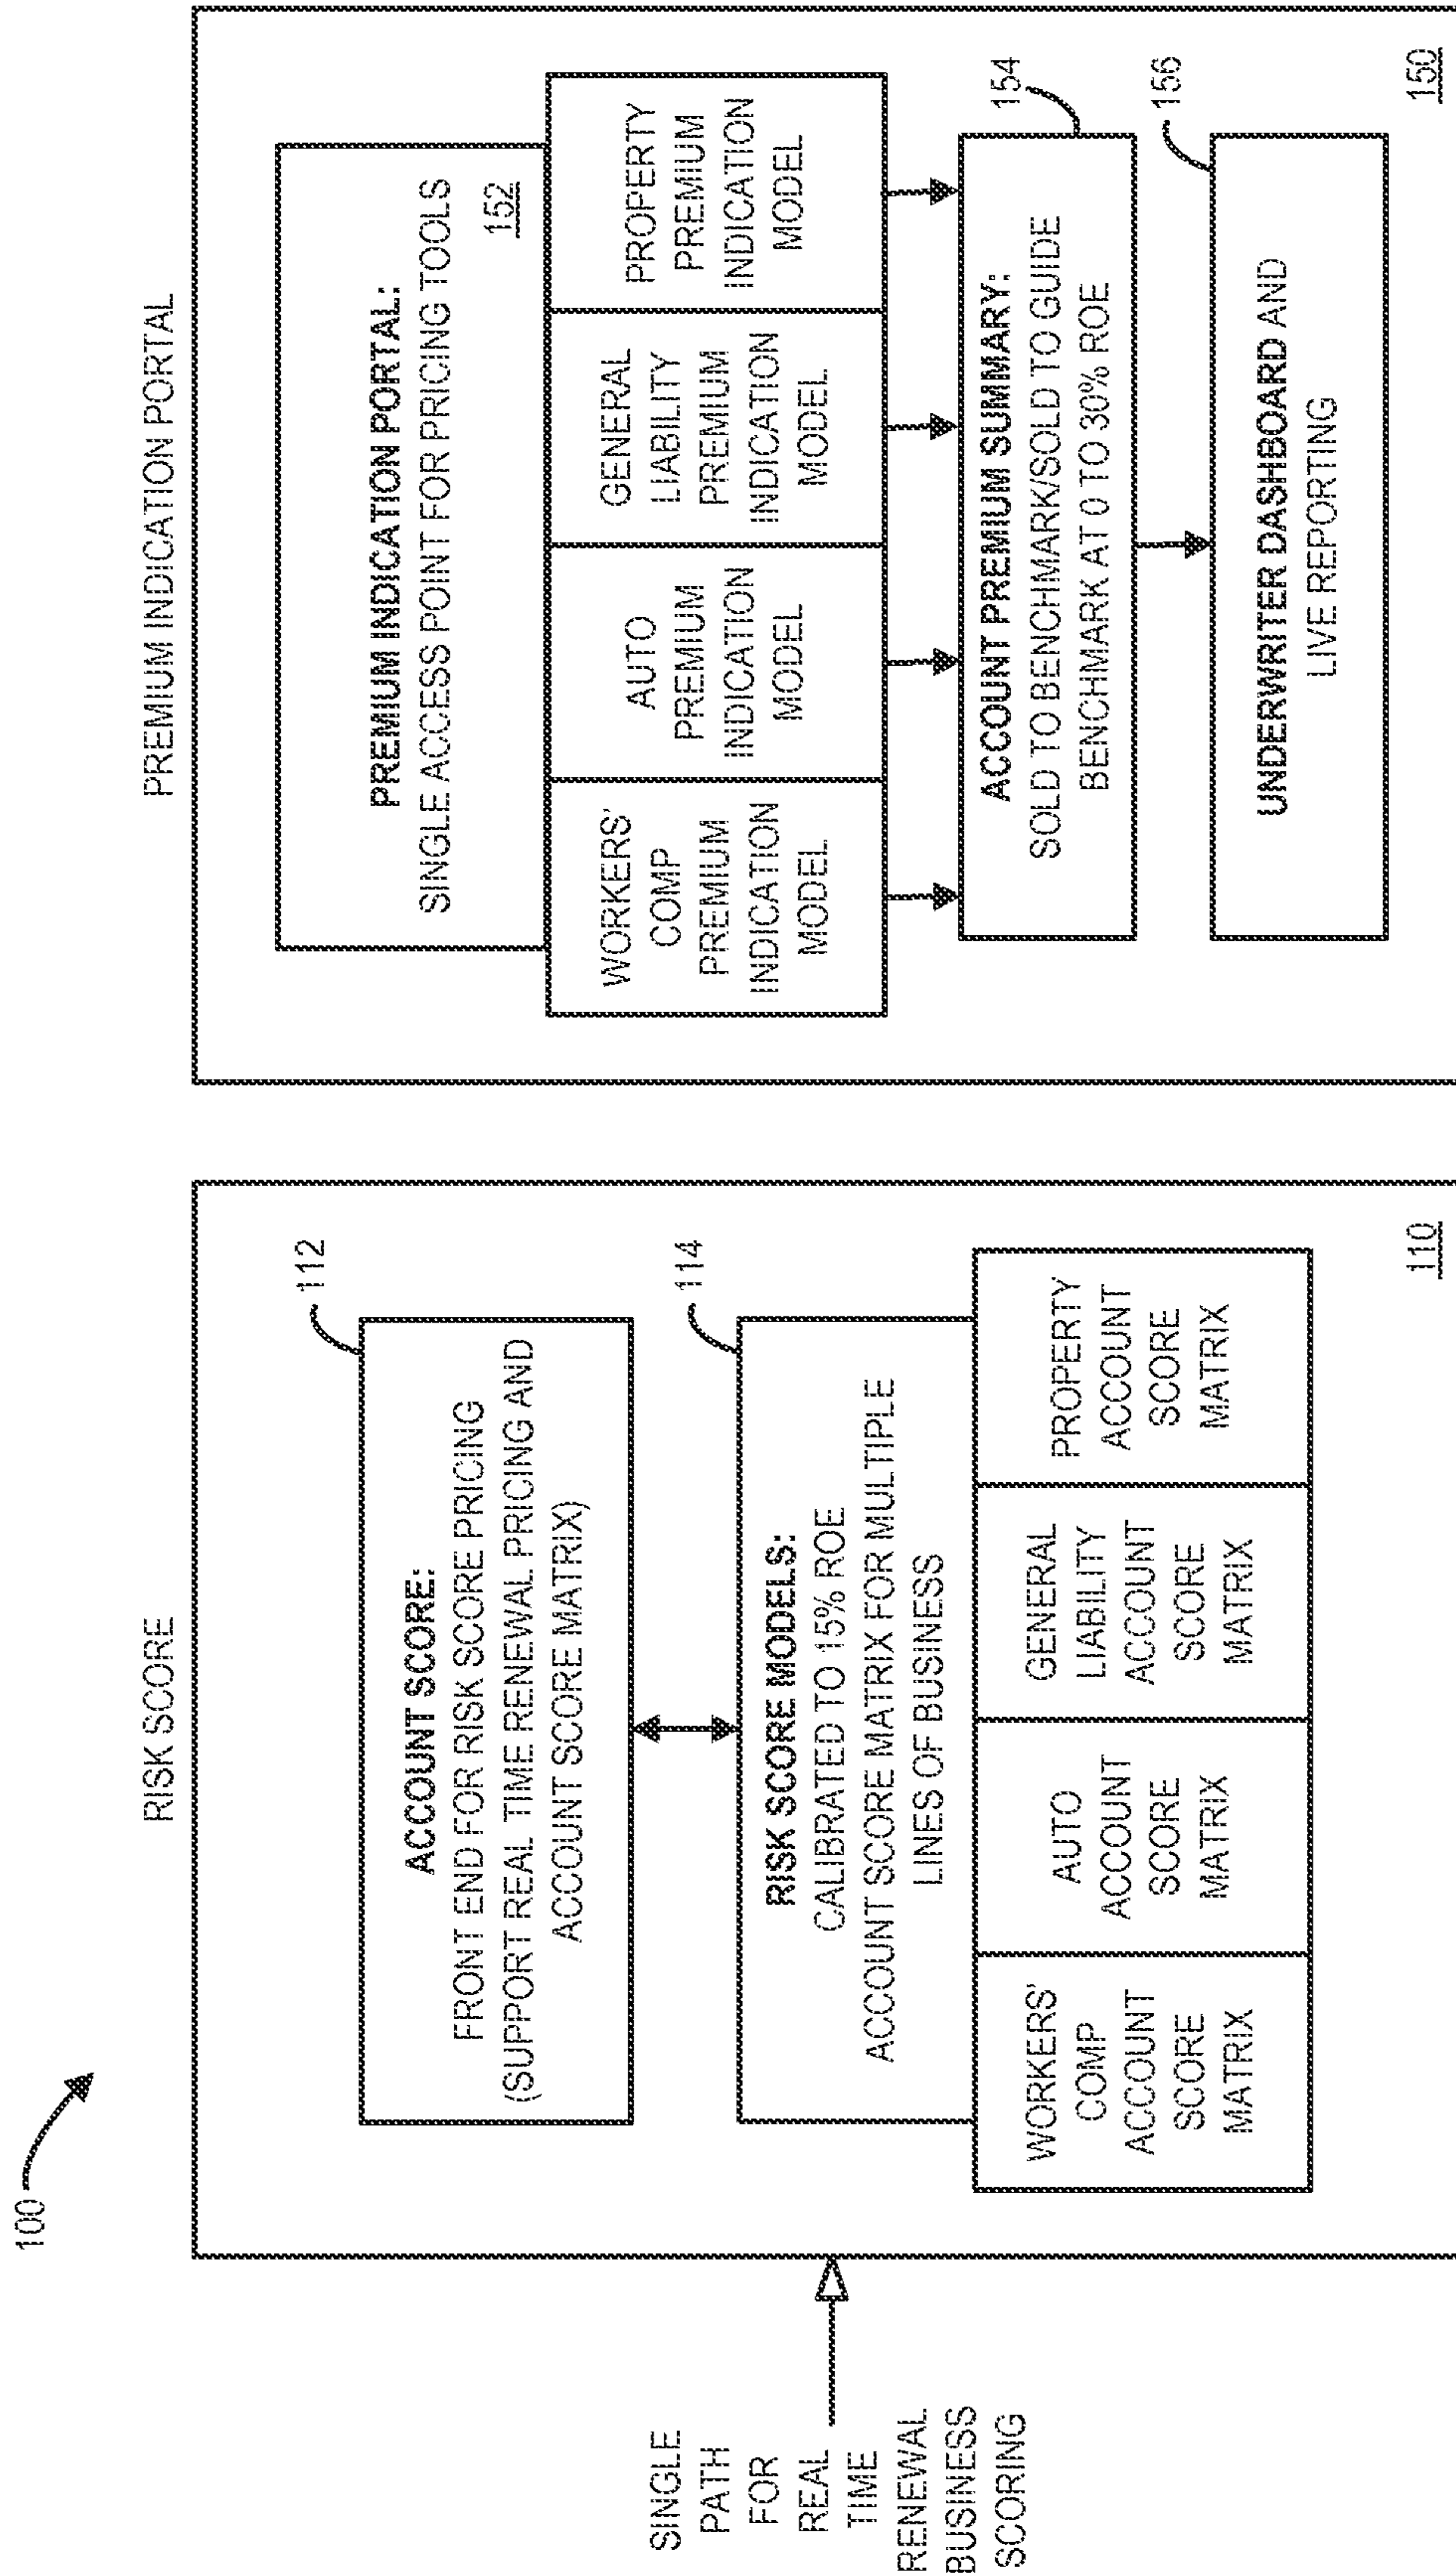 100
SINGLE
PATH
FOR
REAL
TIME
RENEWAL
BUSINESS
SCORING
RISK SCORE
ACCOUNT SCORE:
FRONT END FOR RISK SCORE PRICING
(SUPPORT REAL TIME RENEWAL PRICING AND
ACCOUNT SCORE MATRIX)
112
RISK SCORE MODELS:
CALIBRATED TO 15% ROE
ACCOUNT SCORE MATRIX FOR MULTIPLE
LINES OF BUSINESS
114
WORKERS'
COMP
ACCOUNT
SCORE
MATRIX
AUTO
ACCOUNT
SCORE
MATRIX
GENERAL
LIABILITY
ACCOUNT
SCORE
MATRIX
PROPERTY
ACCOUNT
SCORE
MATRIX
110
PREMIUM INDICATION PORTAL
PREMIUM INDICATION PORTAL:
SINGLE ACCESS POINT FOR PRICING TOOLS
152
WORKERS'
COMP
PREMIUM
INDICATION
MODEL
AUTO
PREMIUM
INDICATION
MODEL
GENERAL
LIABILITY
PREMIUM
INDICATION
MODEL
PROPERTY
PREMIUM
INDICATION
MODEL
ACCOUNT PREMIUM SUMMARY:
SOLD TO BENCHMARK/SOLD TO GUIDE
BENCHMARK AT 0 TO 30% ROE
154
UNDERWRITER DASHBOARD AND
LIVE REPORTING
156
150